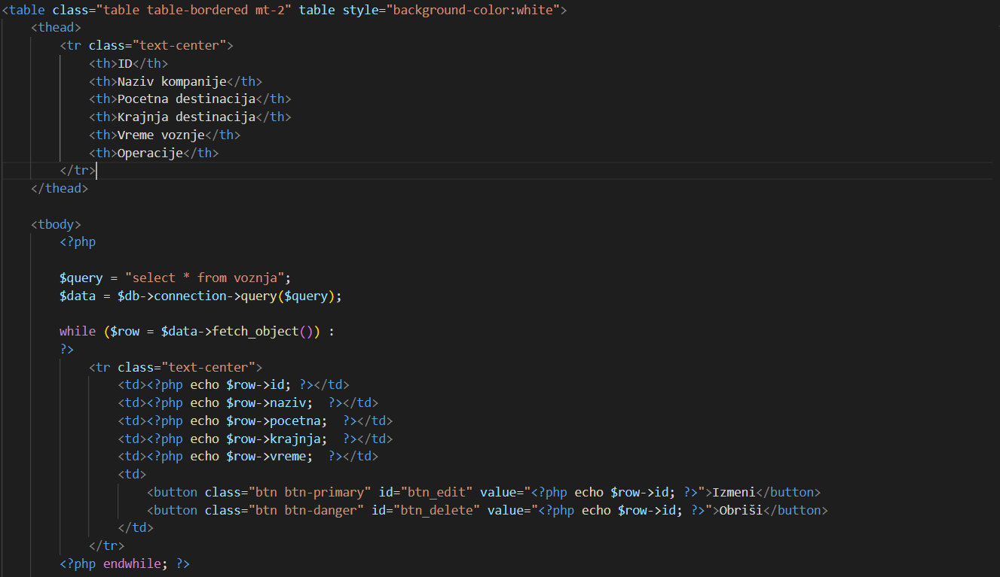 <table class="table table-bordered mt-2" table style="background-color:white">
    <thead>
        <tr class="text-center">
            <th>ID</th>
            <th>Naziv kompanije</th>
            <th>Pocetna destinacija</th>
            <th>Krajnja destinacija</th>
            <th>Vreme voznje</th>
            <th>Operacije</th>
        </tr>
    </thead>

    <tbody>
        <?php

        $query = "select * from voznja";
        $data = $db->connection->query($query);

        while ($row = $data->fetch_object()) :
        ?>
            <tr class="text-center">
                <td><?php echo $row->id; ?></td>
                <td><?php echo $row->naziv;  ?></td>
                <td><?php echo $row->pocetna;  ?></td>
                <td><?php echo $row->krajnja;  ?></td>
                <td><?php echo $row->vreme;  ?></td>
                <td>
                    <button class="btn btn-primary" id="btn_edit" value="<?php echo $row->id; ?>">Izmeni</button>
                    <button class="btn btn-danger" id="btn_delete" value="<?php echo $row->id; ?>">Obriši</button>
                </td>
            </tr>
        <?php endwhile; ?>